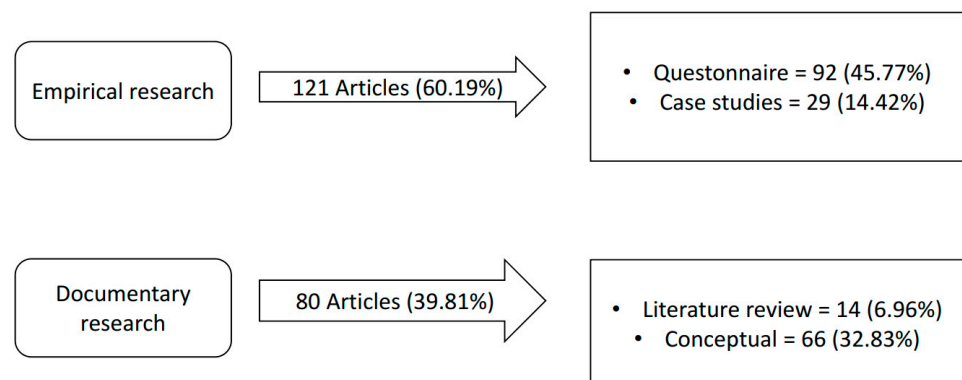 Empirical research
121 Articles (60.19%)
• Questonnaire = 92 (45.77%)
• Case studies = 29 (14.42%)
Documentary
research
80 Articles (39.81%)
• Literature review = 14 (6.96%)
• Conceptual = 66 (32.83%)